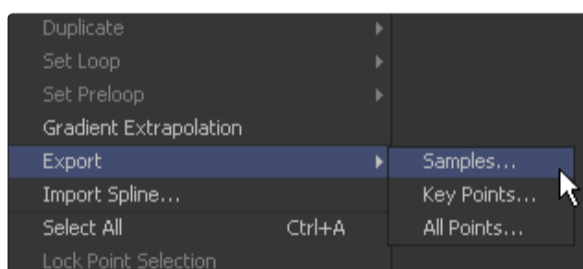 Duplicate
Set Loop
Set Preloop
Gradient Extrapolation
Export
Samples...
Import Spline...
Key Points...
Select All Ctrl+A
All Points...
Lock Point Selection